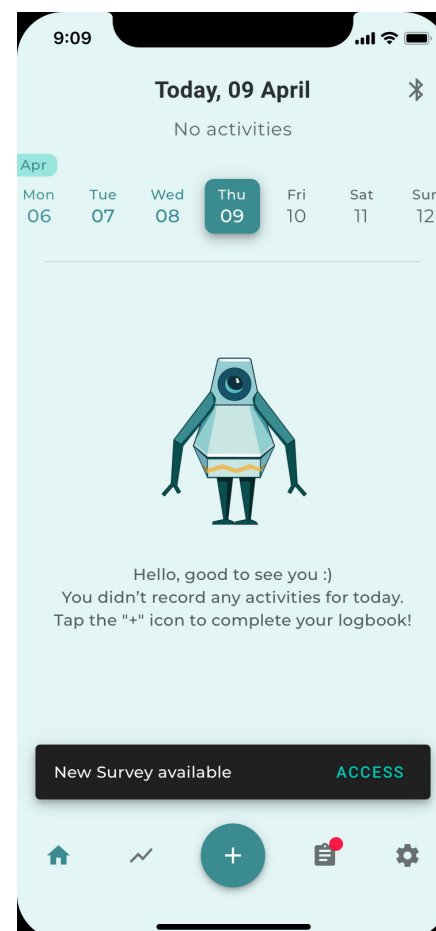 9:09
Today, 09 April
No activities
Apr
Mon Tue Wed Thu Fri Sat Sun
06 07 08 09 10 11 12
Hello, good to see you :)
You didn't record any activities for today.
Tap the "+" icon to complete your logbook!
New Survey available ACCESS
+